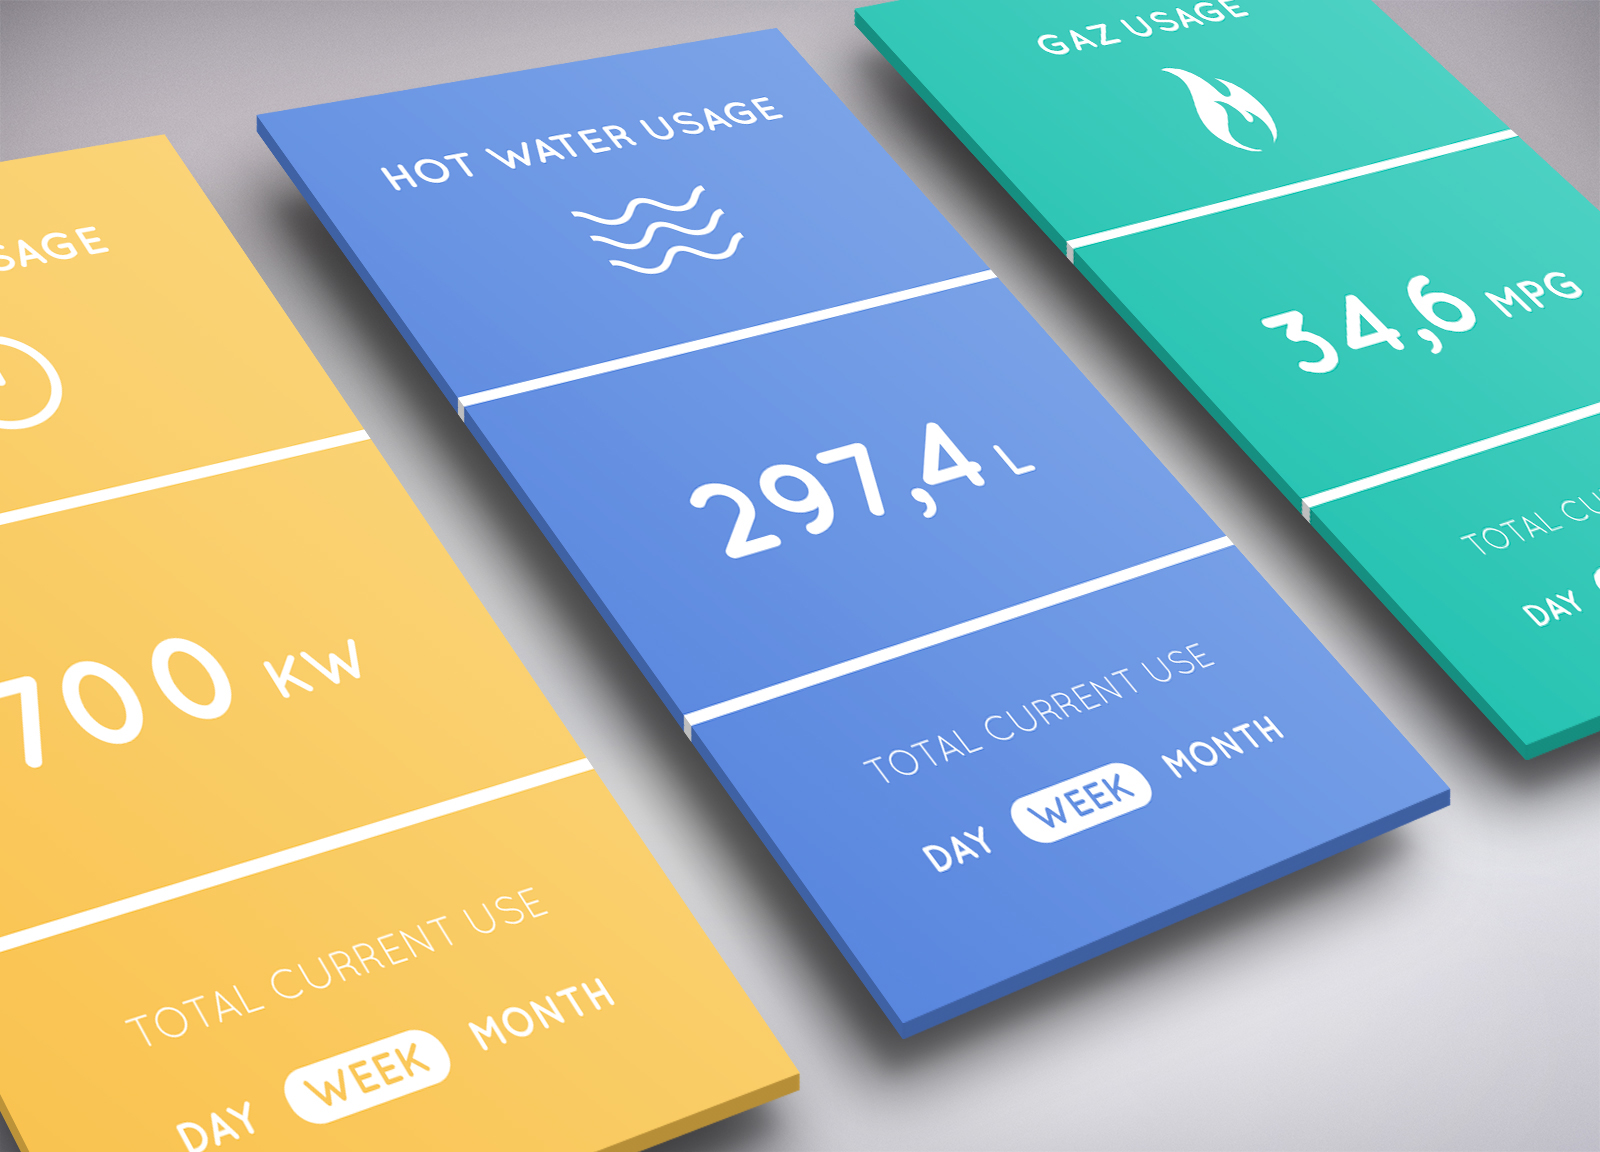 SAGE
700 KW
TOTAL CURRENT USE
DAY WEEK MONTH
HOT WATER USAGE
297,4 L
TOTAL CURRENT USE
DAY WEEK MONTH
GAZ USAGE
34,6 MPG
TOTAL CU
DAY